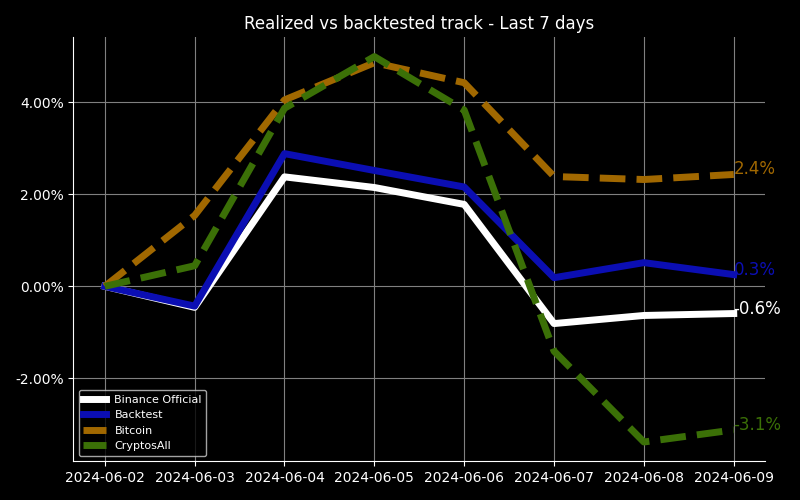 Realized vs backtested track - Last 7 days
4.00%
2.00%
0.00%
-2.00%
2.4%
0.3%
-0.6%
-3.1%
Binance Official
Backtest
Bitcoin
CryptosAll
2024-06-02 2024-06-03 2024-06-04 2024-06-05 2024-06-06 2024-06-07 2024-06-08 2024-06-09